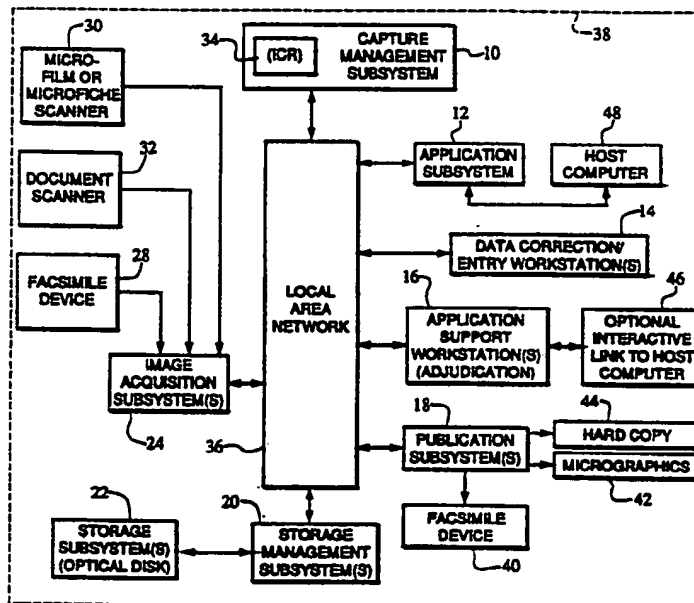 30
MICRO-
FILM OR
MICROFICHE
SCANNER
32
DOCUMENT
SCANNER
28
FACSIMILE
DEVICE
IMAGE
ACQUISITION
SUBSYSTEM(S)
24
22
STORAGE
SUBSYSTEM(S)
(OPTICAL DISK)
34
(ICR)
CAPTURE
MANAGEMENT
SUBSYSTEM
10
38
LOCAL
AREA
NETWORK
36
20
STORAGE
MANAGEMENT
SUBSYSTEM(S)
12
APPLICATION
SUBSYSTEM
48
HOST
COMPUTER
14
DATA CORRECTION/
ENTRY WORKSTATION(S)
16
APPLICATION
SUPPORT
WORKSTATION(S)
(ADJUDICATION)
46
OPTIONAL
INTERACTIVE
LINK TO HOST
COMPUTER
18
PUBLICATION
SUBSYSTEM(S)
44
HARD COPY
MICROGRAPHICS
42
FACSIMILE
DEVICE
40